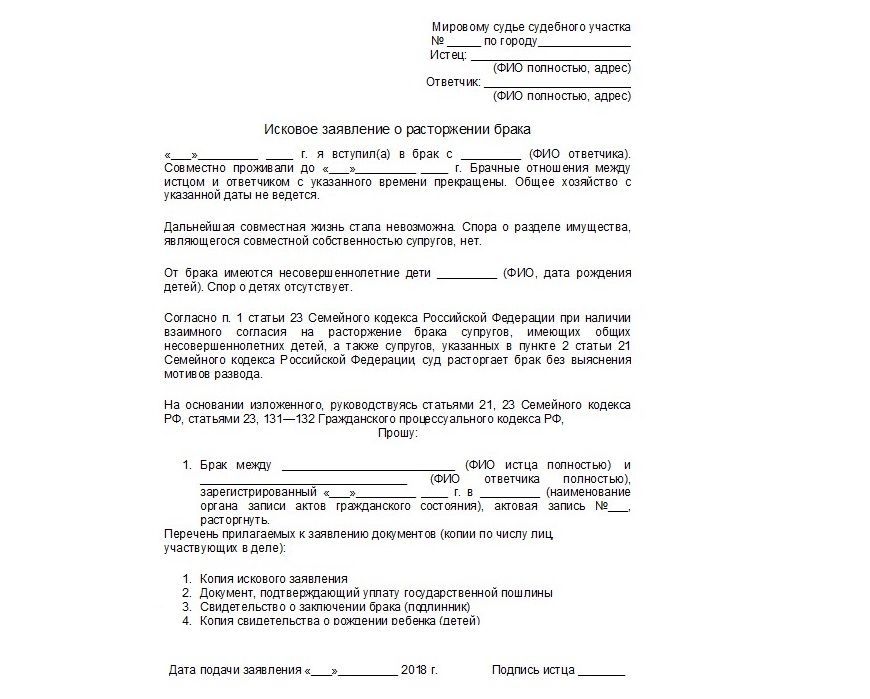 Мировому судье судебного участка
№ _____ по городу______________
Истец: ________________________
(ФИО полностью, адрес)
Ответчик: ______________________
(ФИО полностью, адрес)
Исковое заявление о расторжении брака
«___»_________ ____ г. я вступил(а) в брак с _________ (ФИО ответчика).
Совместно проживали до «___»_________ ____ г. Брачные отношения между
истцом и ответчиком с указанного времени прекращены. Общее хозяйство с
указанной даты не ведется.
Дальнейшая совместная жизнь стала невозможна. Спора о разделе имущества,
являющегося совместной собственностью супругов, нет.
От брака имеются несовершеннолетние дети _________ (ФИО, дата рождения
детей). Спор о детях отсутствует.
Согласно п. 1 статьи 23 Семейного кодекса Российской Федерации при наличии
взаимного согласия на расторжение брака супругов, имеющих общих
несовершеннолетних детей, а также супругов, указанных в пункте 2 статьи 21
Семейного кодекса Российской Федерации, суд расторгает брак без выяснения
мотивов развода.
На основании изложенного, руководствуясь статьями 21, 23 Семейного кодекса
РФ, статьями 23, 131—132 Гражданского процессуального кодекса РФ,
Прошу:
1. Брак между __________________________ (ФИО истца полностью) и
_______________________________ (ФИО ответчика полностью),
зарегистрированный «___»_________ ____ г. в _________ (наименование
органа записи актов гражданского состояния), актовая запись №___,
расторгнуть.
Перечень прилагаемых к заявлению документов (копии по числу лиц,
участвующих в деле):
1. Копия искового заявления
2. Документ, подтверждающий уплату государственной пошлины
3. Свидетельство о заключении брака (подлинник)
4. Копия свидетельства о рождении ребенка (детей)
Дата подачи заявления «___»_________ 2018 г. Подпись истца _______